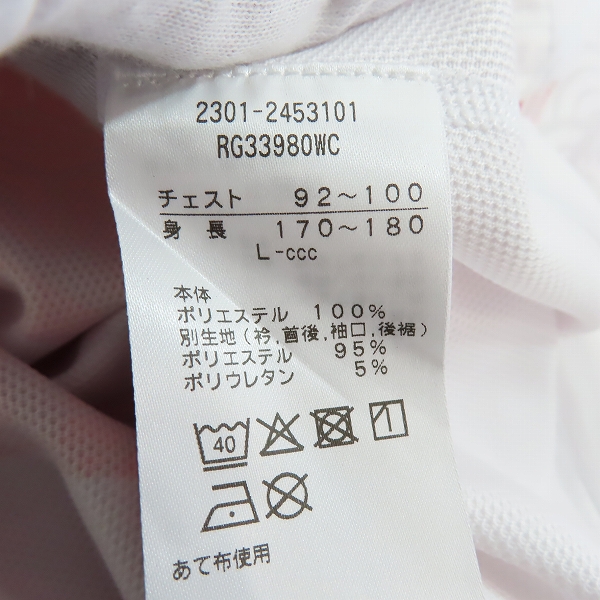 2301-2453101
RG33980WC
チェスト 92～100
身長 170～180
L-ccc
本体
ポリエステル 100%
別生地(衿,首後,袖口,後裾)
ポリエステル 95%
ポリウレタン 5%
40
あて布使用